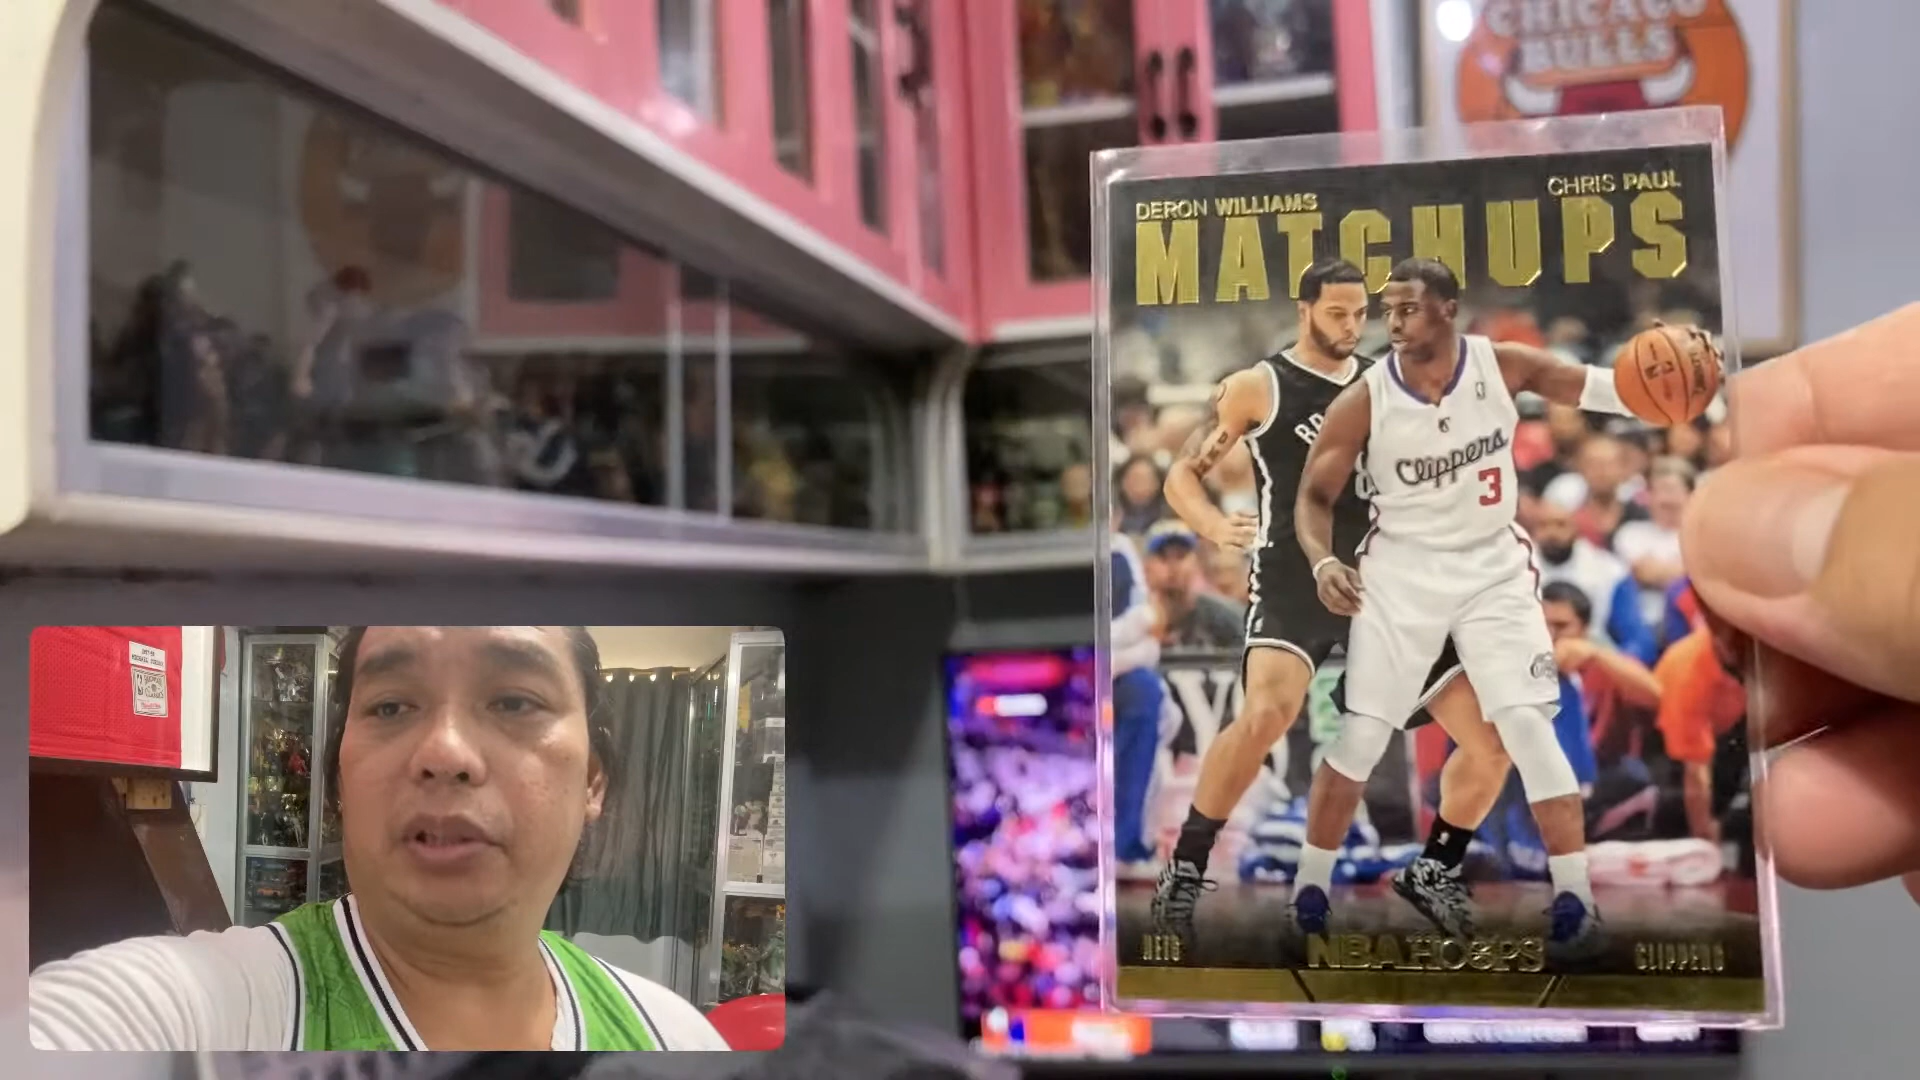 CHICAGO
BULLS
DERON WILLIAMS
CHRIS PAUL
MATCHUPS
Clippers
3
NETS
NBA HOOPS
CLIPPERS